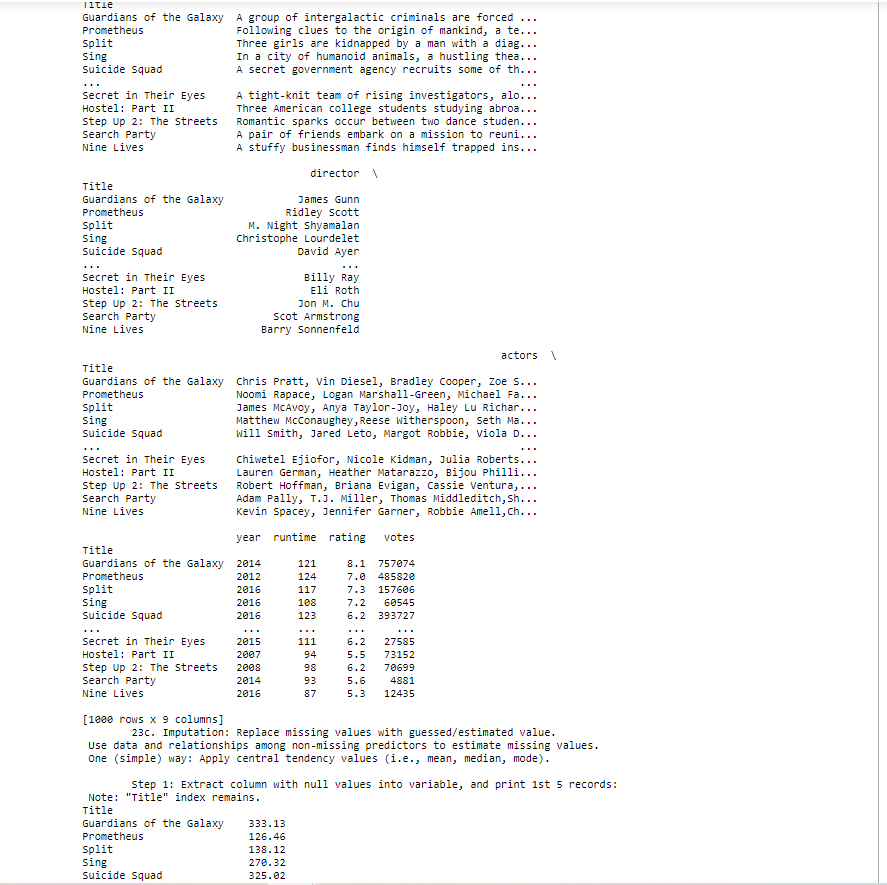 Title
Guardians of the Galaxy  A group of intergalactic criminals are forced ...
Prometheus               Following clues to the origin of mankind, a te...
Split                    Three girls are kidnapped by a man with a diag...
Sing                     In a city of humanoid animals, a hustling thea...
Suicide Squad            A secret government agency recruits some of th...
...                                                                    ...
Secret in Their Eyes     A tight-knit team of rising investigators, alo...
Hostel: Part II          Three American college students studying abroa...
Step Up 2: The Streets   Romantic sparks occur between two dance studen...
Search Party             A pair of friends embark on a mission to reuni...
Nine Lives               A stuffy businessman finds himself trapped ins...
director  \
Title
Guardians of the Galaxy            James Gunn
Prometheus                       Ridley Scott
Split                      M. Night Shyamalan
Sing                     Christophe Lourdelet
Suicide Squad                      David Ayer
...                                       ...
Secret in Their Eyes                Billy Ray
Hostel: Part II                      Eli Roth
Step Up 2: The Streets             Jon M. Chu
Search Party                   Scot Armstrong
Nine Lives                   Barry Sonnenfeld
actors  \
Title
Guardians of the Galaxy  Chris Pratt, Vin Diesel, Bradley Cooper, Zoe S...
Prometheus               Noomi Rapace, Logan Marshall-Green, Michael Fa...
Split                    James McAvoy, Anya Taylor-Joy, Haley Lu Richar...
Sing                     Matthew McConaughey,Reese Witherspoon, Seth Ma...
Suicide Squad            Will Smith, Jared Leto, Margot Robbie, Viola D...
...                                                                    ...
Secret in Their Eyes     Chiwetel Ejiofor, Nicole Kidman, Julia Roberts...
Hostel: Part II          Lauren German, Heather Matarazzo, Bijou Philli...
Step Up 2: The Streets   Robert Hoffman, Briana Evigan, Cassie Ventura,...
Search Party             Adam Pally, T.J. Miller, Thomas Middleditch,Sh...
Nine Lives               Kevin Spacey, Jennifer Garner, Robbie Amell,Ch...
year  runtime  rating   votes
Title
Guardians of the Galaxy  2014      121     8.1  757074
Prometheus               2012      124     7.0  485820
Split                    2016      117     7.3  157606
Sing                     2016      108     7.2   60545
Suicide Squad            2016      123     6.2  393727
...                       ...      ...     ...     ...
Secret in Their Eyes     2015      111     6.2   27585
Hostel: Part II          2007       94     5.5   73152
Step Up 2: The Streets   2008       98     6.2   70699
Search Party             2014       93     5.6    4881
Nine Lives               2016       87     5.3   12435
[1000 rows x 9 columns]
23c. Imputation: Replace missing values with guessed/estimated value.
Use data and relationships among non-missing predictors to estimate missing values.
One (simple) way: Apply central tendency values (i.e., mean, median, mode).
Step 1: Extract column with null values into variable, and print 1st 5 records:
Note: "Title" index remains.
Title
Guardians of the Galaxy    333.13
Prometheus                 126.46
Split                      138.12
Sing                       270.32
Suicide Squad              325.02